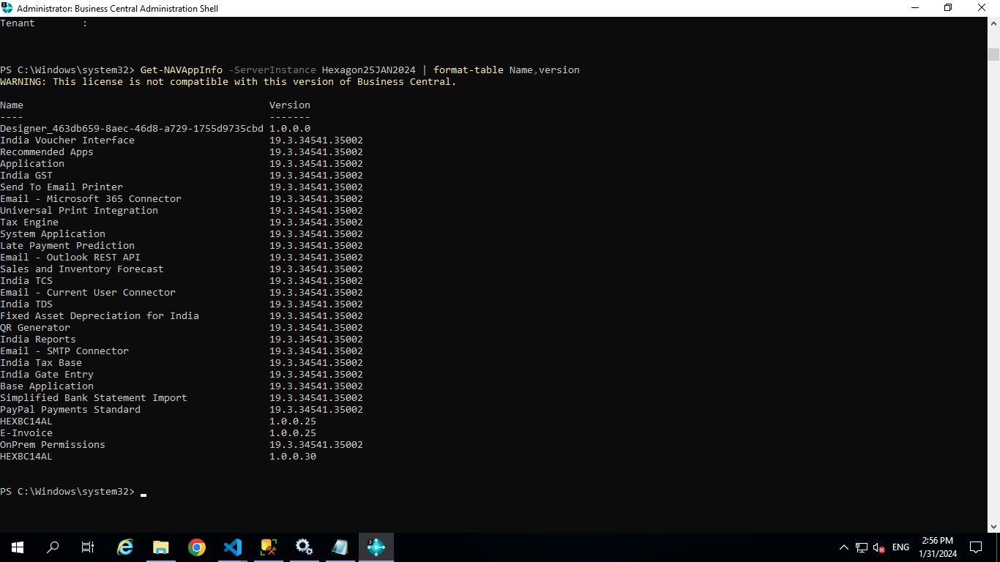 Administrator: Business Central Administration Shell
Tenant        :
PS C:\Windows\system32> Get-NAVAppInfo -ServerInstance Hexagon25JAN2024 | format-table Name,version
WARNING: This license is not compatible with this version of Business Central.
Name                                          Version
----                                          -------
Designer_463db659-8aec-46d8-a729-1755d9735cbd 1.0.0.0
India Voucher Interface                       19.3.34541.35002
Recommended Apps                              19.3.34541.35002
Application                                   19.3.34541.35002
India GST                                     19.3.34541.35002
Send To Email Printer                         19.3.34541.35002
Email - Microsoft 365 Connector               19.3.34541.35002
Universal Print Integration                   19.3.34541.35002
Tax Engine                                    19.3.34541.35002
System Application                            19.3.34541.35002
Late Payment Prediction                       19.3.34541.35002
Email - Outlook REST API                      19.3.34541.35002
Sales and Inventory Forecast                  19.3.34541.35002
India TCS                                     19.3.34541.35002
Email - Current User Connector                19.3.34541.35002
India TDS                                     19.3.34541.35002
Fixed Asset Depreciation for India            19.3.34541.35002
QR Generator                                  19.3.34541.35002
India Reports                                 19.3.34541.35002
Email - SMTP Connector                        19.3.34541.35002
India Tax Base                                19.3.34541.35002
India Gate Entry                              19.3.34541.35002
Base Application                              19.3.34541.35002
Simplified Bank Statement Import              19.3.34541.35002
PayPal Payments Standard                      19.3.34541.35002
HEXBC14AL                                     1.0.0.25
E-Invoice                                     1.0.0.25
OnPrem Permissions                            19.3.34541.35002
HEXBC14AL                                     1.0.0.30
PS C:\Windows\system32>
ENG
2:56 PM
1/31/2024